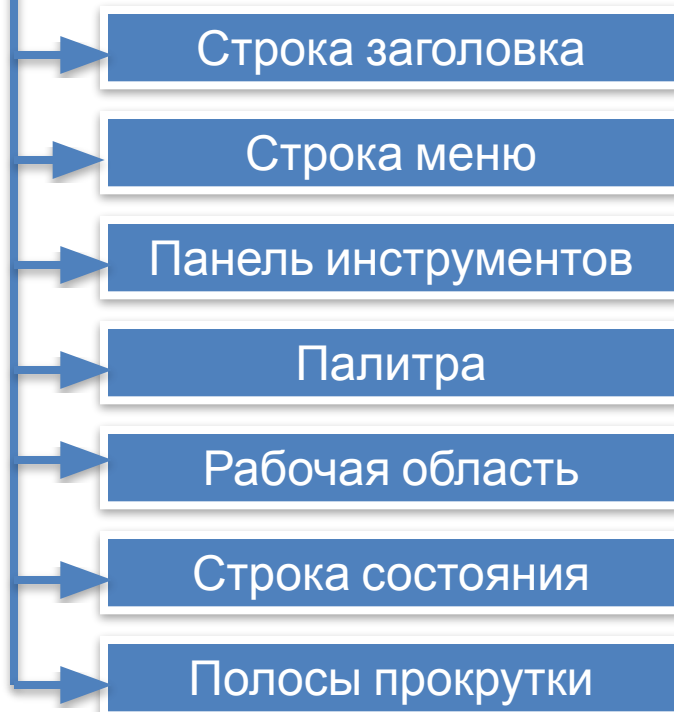 Строка заголовка
Строка меню
Панель инструментов
Палитра
Рабочая область
Строка состояния
Полосы прокрутки